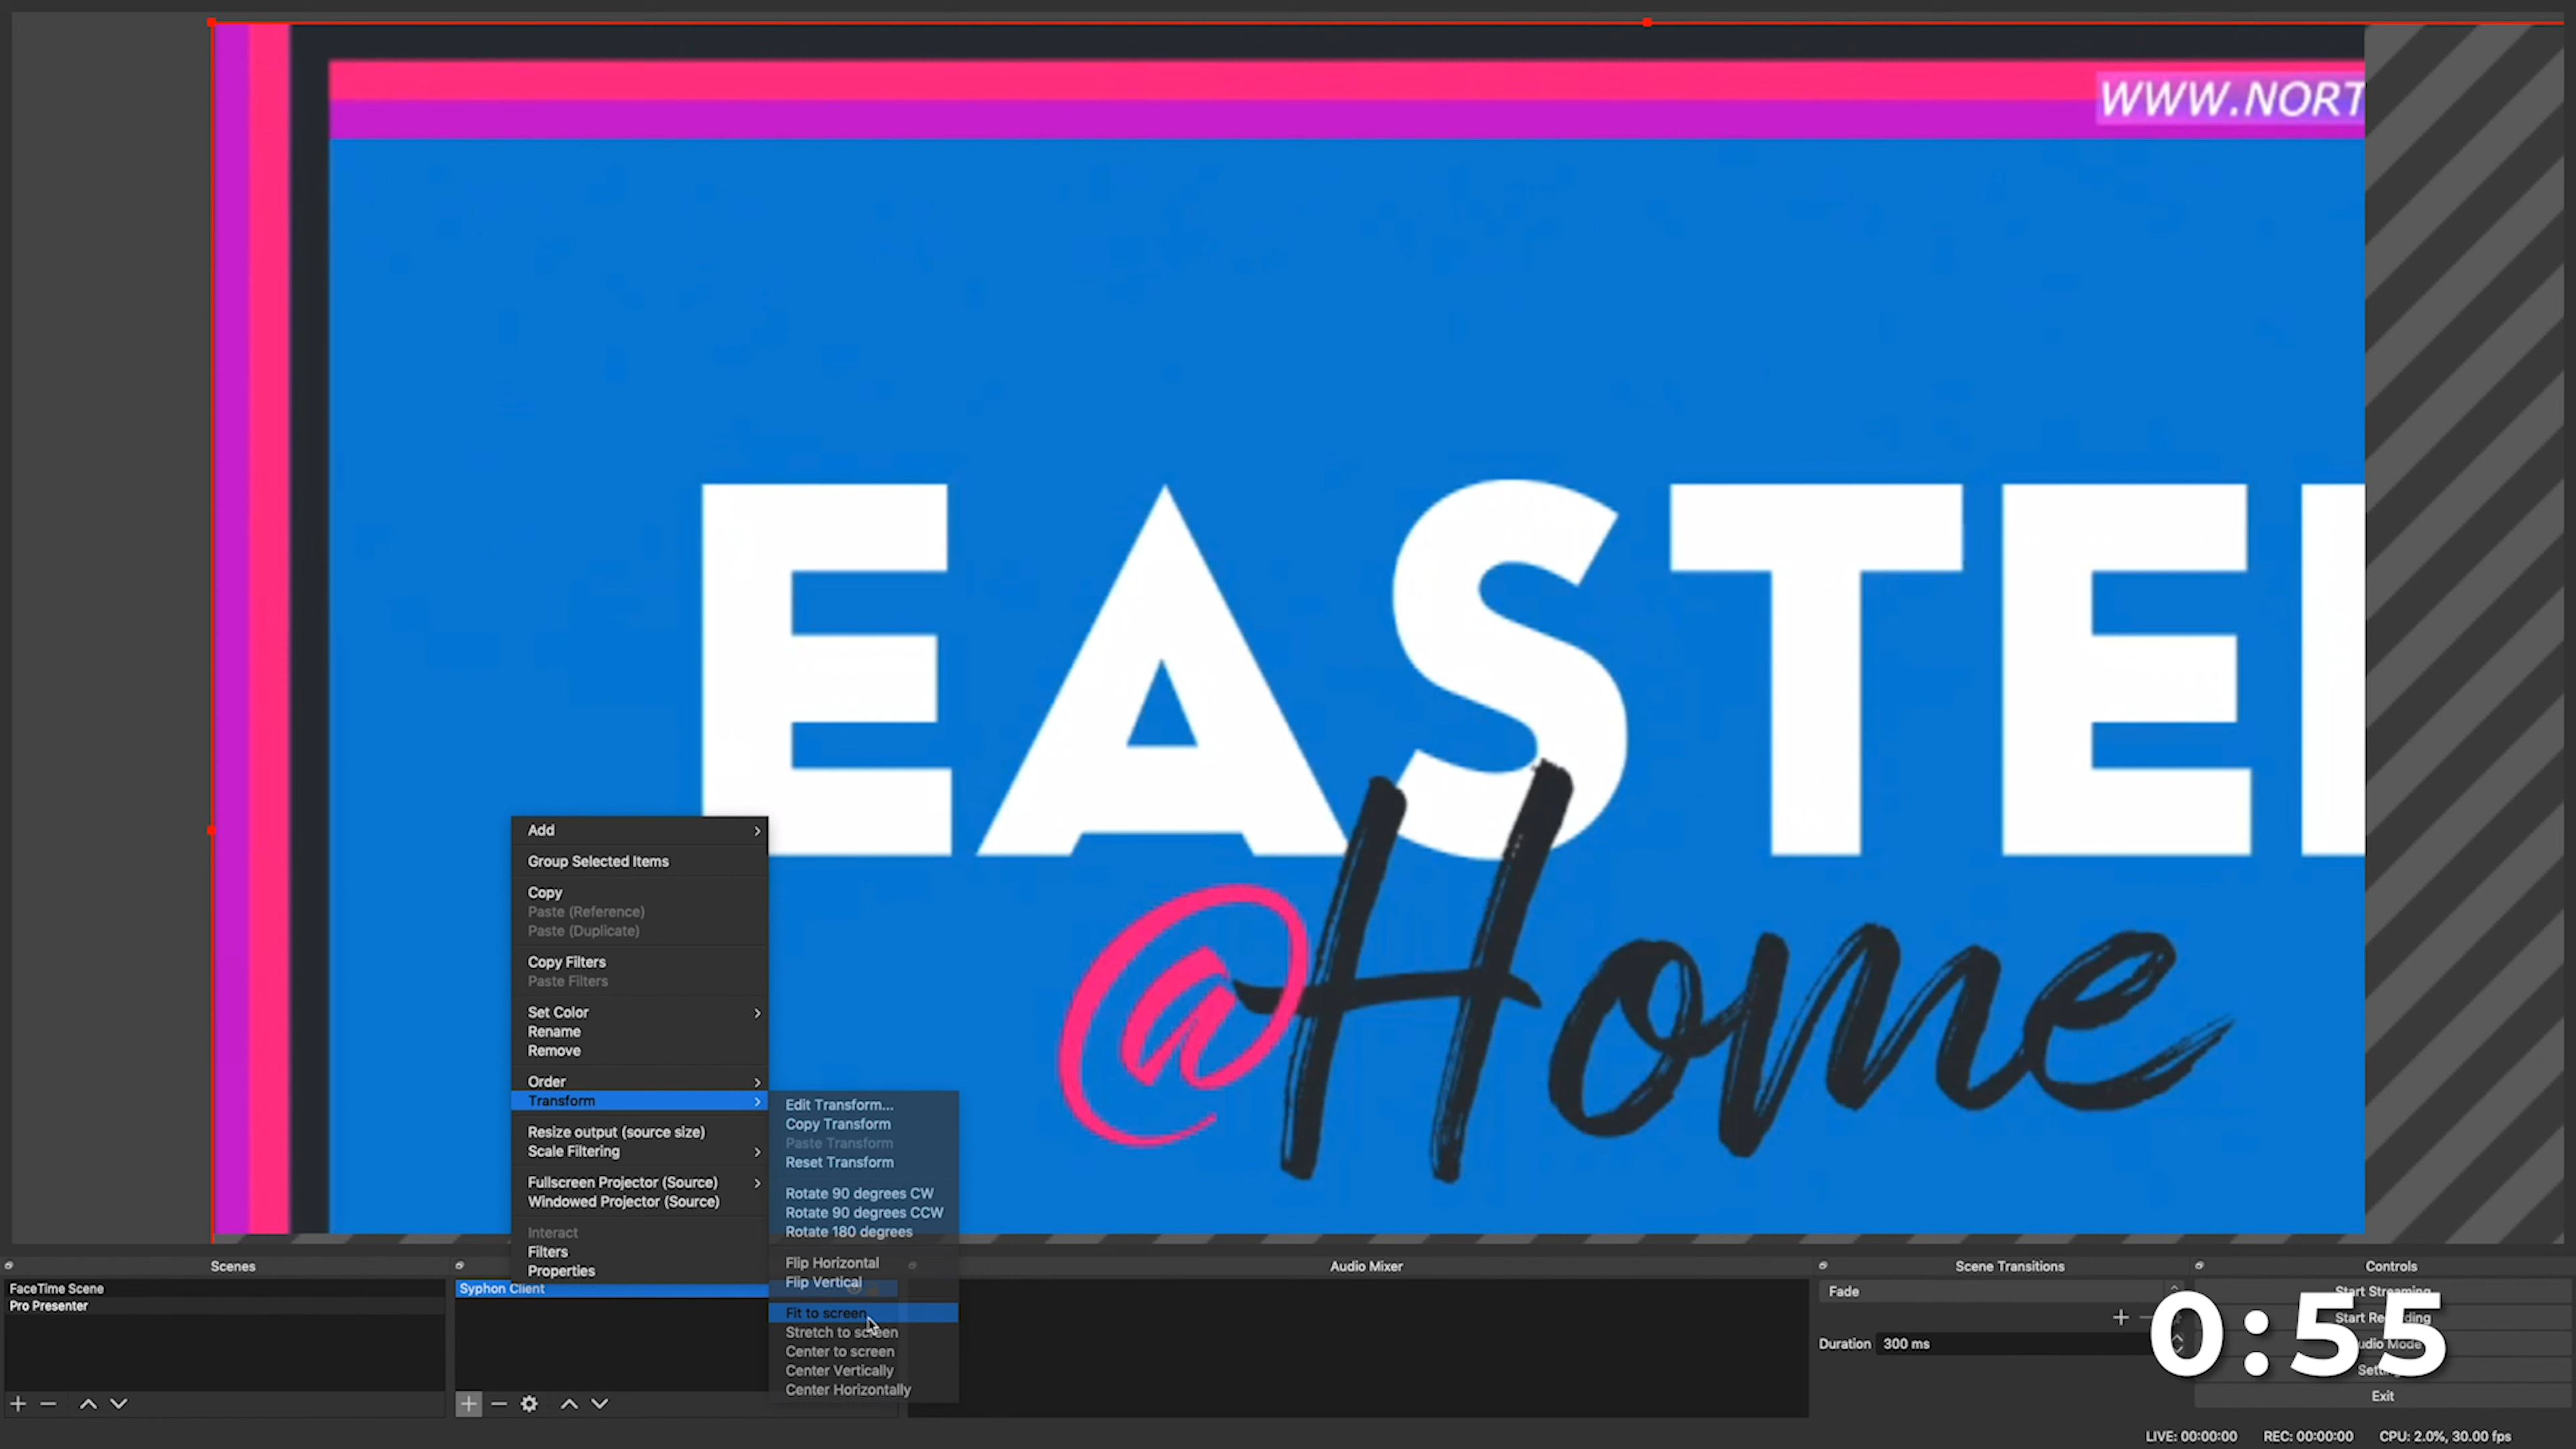 WWW.NORT
EASTE
@Home
Add
Group Selected Items
Copy
Paste (Reference)
Paste (Duplicate)
Copy Filters
Paste Filters
Set Color
Rename
Remove
Order
Transform
Resize output (source size)
Scale Filtering
Fullscreen Projector (Source)
Windowed Projector (Source)
Interact
Filters
Properties
Edit Transform...
Copy Transform
Paste Transform
Reset Transform
Rotate 90 degrees CW
Rotate 90 degrees CCW
Rotate 180 degrees
Flip Horizontal
Flip Vertical
Fit to screen
Stretch to screen
Center to screen
Center Vertically
Center Horizontally
Scenes
FaceTime Scene
Pro Presenter
Syphon Client
Audio Mixer
Scene Transitions
Fade
Duration 300 ms
Controls
Start Streaming
Start Recording
Exit
0:55
LIVE: 00:00:00 REC: 00:00:00 CPU: 2.0%, 30.00 fps